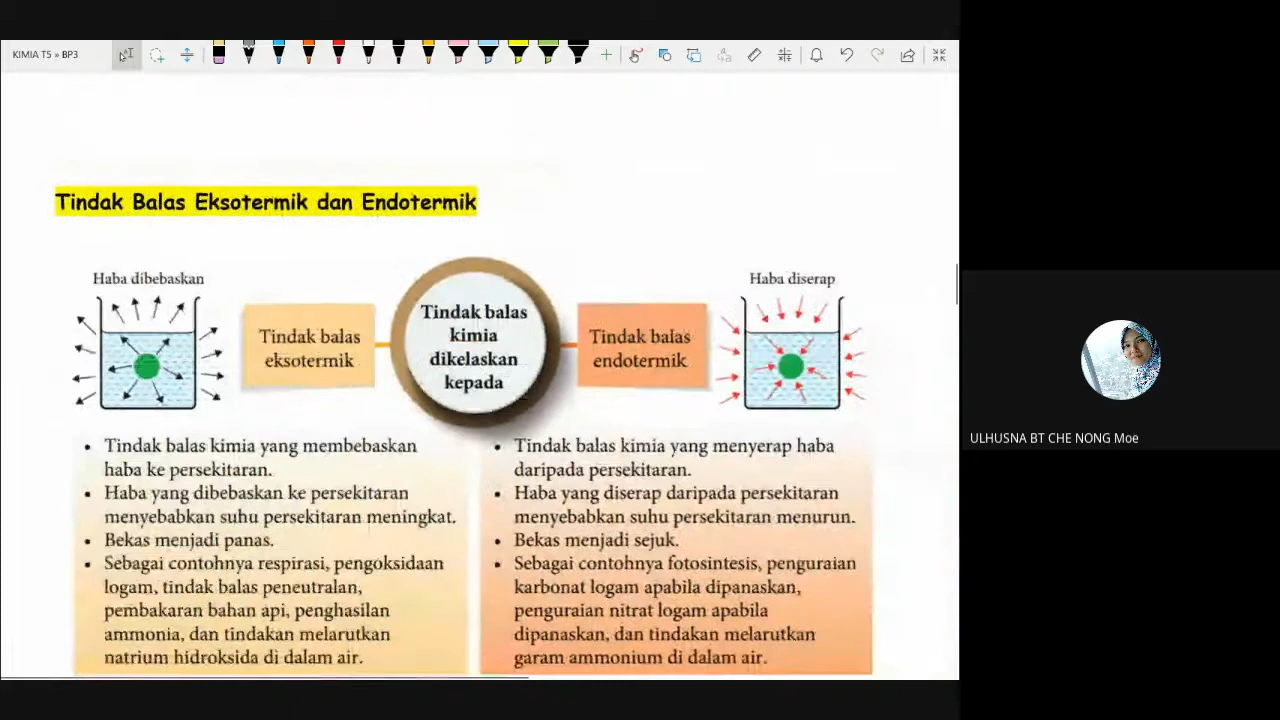 KIMIA T5 » BP3
Tindak Balas Eksotermik dan Endotermik
Haba dibebaskan
Tindak balas
eksotermik
Tindak balas
kimia
dikelaskan
kepada
Tindak balas
endotermik
Haba diserap
• Tindak balas kimia yang membebaskan
haba ke persekitaran.
• Haba yang dibebaskan ke persekitaran
menyebabkan suhu persekitaran meningkat.
• Bekas menjadi panas.
• Sebagai contohnya respirasi, pengoksidaan
logam, tindak balas peneutralan,
pembakaran bahan api, penghasilan
ammonia, dan tindakan melarutkan
natrium hidroksida di dalam air.
• Tindak balas kimia yang menyerap haba
daripada persekitaran.
• Haba yang diserap daripada persekitaran
menyebabkan suhu persekitaran menurun.
• Bekas menjadi sejuk.
• Sebagai contohnya fotosintesis, penguraian
karbonat logam apabila dipanaskan,
penguraian nitrat logam apabila
dipanaskan, dan tindakan melarutkan
garam ammonium di dalam air.
ULHUSNA BT CHE NONG Moe